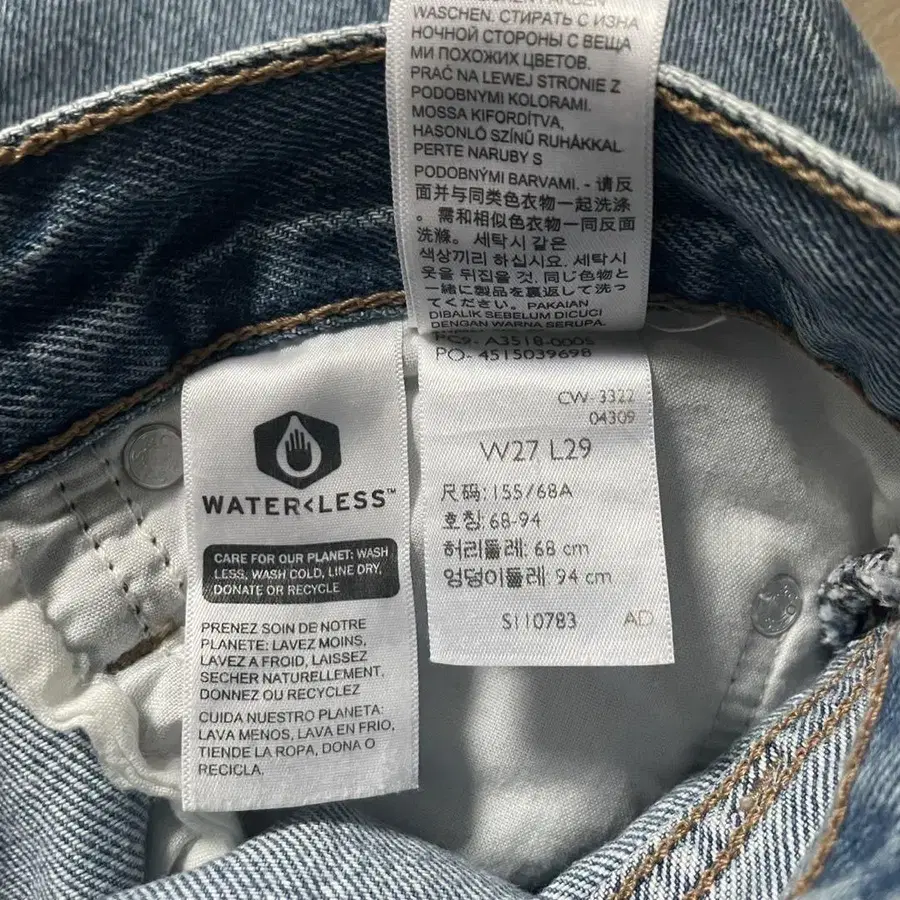 WASCHEN. СТИРАТЬ С ИЗНА
НОЧНОЙ СТОРОНЫ С ВЕЩА
МИ ПОХОЖИХ ЦВЕТОВ.
PRAĆ NA LEWEJ STRONIE Z
PODOBNYMI KOLORAMI.
MOSSA KIFORDÍTVA,
HASONLÓ SZÍNŰ RUHÁKKAL.
PERTE NARUBY S
PODOBNÝMI BARVAMI. - 请反
面并与同类色衣物一起洗涤
。需和相似色衣物一同反面
洗滌。세탁시 같은
색상끼리 하십시요. 세탁시
옷을 뒤집을 것. 同じ色物と
一緒に製品を裏返して洗っ
てください。PAKAIAN
DIBALIK SEBELUM DICUCI
DENGAN WARNA SERUPA.
PC9- A3518-0005
PO- 4515039698
CW-3322
04309
W27 L29
尺码: 155/68A
호칭: 68-94
허리둘레: 68 cm
엉덩이둘레: 94 cm
S110783 AD
WATER<LESS™
CARE FOR OUR PLANET: WASH
LESS, WASH COLD, LINE DRY,
DONATE OR RECYCLE
PRENEZ SOIN DE NOTRE
PLANETE: LAVEZ MOINS,
LAVEZ A FROID, LAISSEZ
SECHER NATURELLEMENT,
DONNEZ OU RECYCLEZ
CUIDA NUESTRO PLANETA:
LAVA MENOS, LAVA EN FRIO,
TIENDE LA ROPA, DONA O
RECICLA.